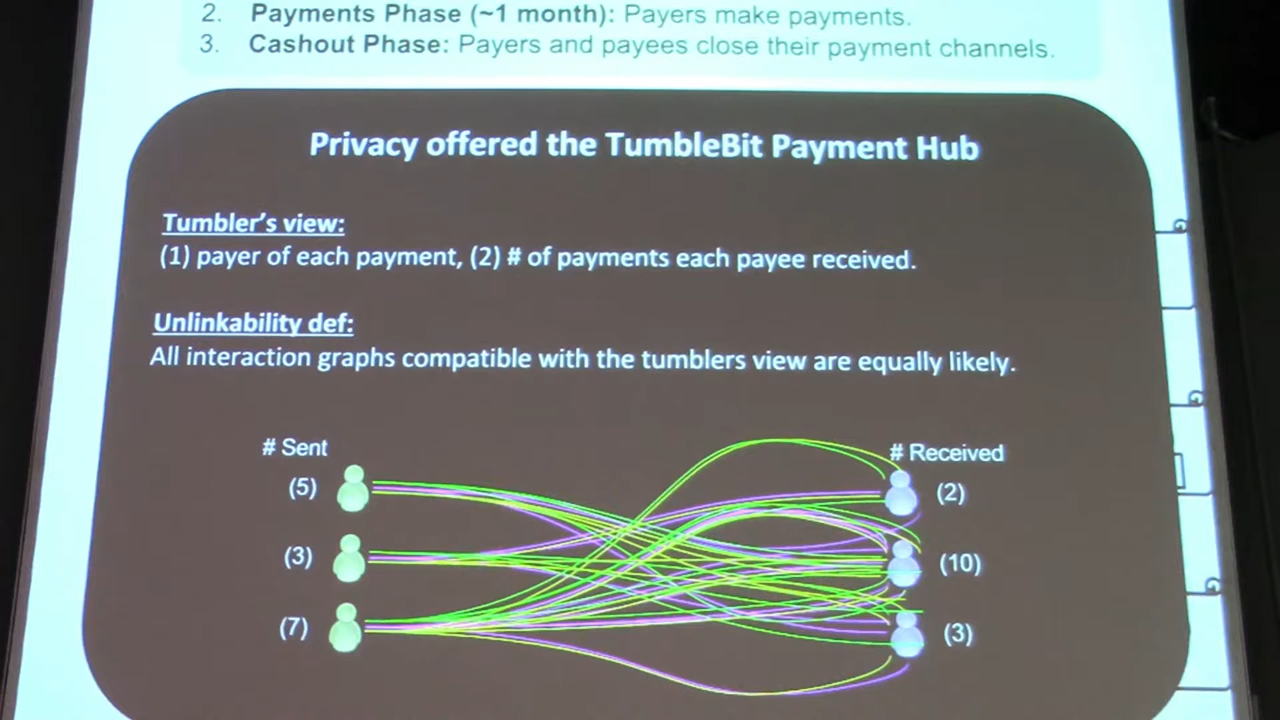 2. Payments Phase (~1 month): Payers make payments.
3. Cashout Phase: Payers and payees close their payment channels.
Privacy offered the TumbleBit Payment Hub
Tumbler's view:
(1) payer of each payment, (2) # of payments each payee received.
Unlinkability def:
All interaction graphs compatible with the tumblers view are equally likely.
# Sent
# Received
(5)
(2)
(3)
(10)
(7)
(3)